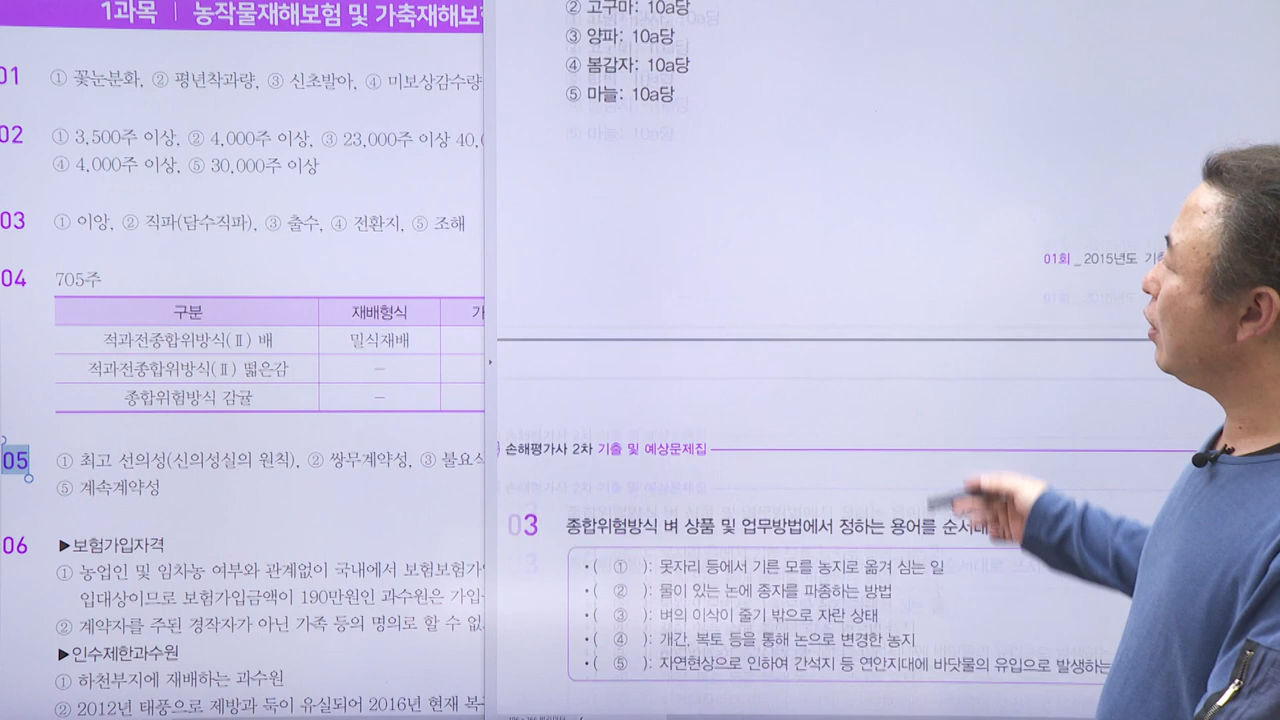 1과목 | 농작물재해보험 및 가축재해보
01 ① 꽃눈분화, ② 평년착과량, ③ 신초발아, ④ 미보상감수량
02 ① 3,500주 이상, ② 4,000주 이상, ③ 23,000주 이상 40,
④ 4,000주 이상, ⑤ 30,000주 이상
03 ① 이앙, ② 직파(담수직파), ③ 출수, ④ 전환지, ⑤ 조해
04 705주
구분 재배형식
적과전종합위방식(Ⅱ) 배 밀식재배
적과전종합위방식(Ⅱ) 떫은감 -
종합위험방식 감귤 -
05 ① 최고 선의성(신의성실의 원칙), ② 쌍무계약성, ③ 불요식
⑤ 계속계약성
06 ▶보험가입자격
① 농업인 및 임차농 여부와 관계없이 국내에서 보험보험가
입대상이므로 보험가입금액이 190만원인 과수원은 가입
② 계약자를 주된 경작자가 아닌 가족 등의 명의로 할 수 없
▶인수제한과수원
① 하천부지에 재배하는 과수원
② 2012년 태풍으로 제방과 둑이 유실되어 2016년 현재 복
② 고구마: 10a당
③ 양파: 10a당
④ 봄감자: 10a당
⑤ 마늘: 10a당
01회 _ 2015년도 기출
손해평가사 2차 기출 및 예상문제집
03 종합위험방식 벼 상품 및 업무방법에서 정하는 용어를 순서대
•( ① ): 못자리 등에서 기른 모를 농지로 옮겨 심는 일
•( ② ): 물이 있는 논에 종자를 파종하는 방법
•( ③ ): 벼의 이삭이 줄기 밖으로 자란 상태
•( ④ ): 개간, 복토 등을 통해 논으로 변경한 농지
•( ⑤ ): 자연현상으로 인하여 간석지 등 연안지대에 바닷물의 유입으로 발생하는